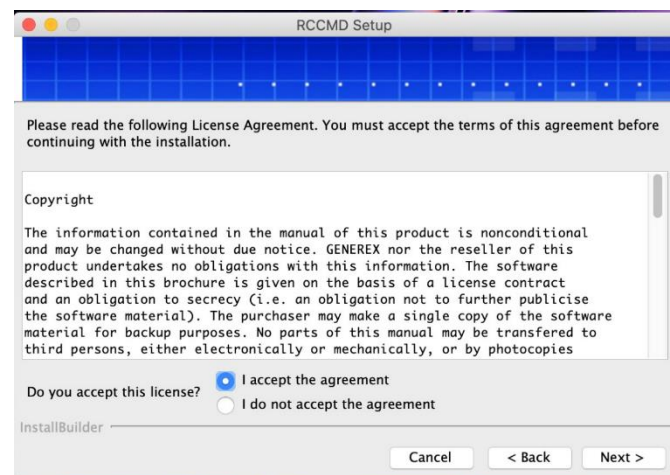 RCCMD Setup
Please read the following License Agreement. You must accept the terms of this agreement before
continuing with the installation.
Copyright
The information contained in the manual of this product is nonconditional
and may be changed without due notice. GENEREX nor the reseller of this
product undertakes no obligations with this information. The software
described in this brochure is given on the basis of a license contract
and an obligation to secrecy (i.e. an obligation not to further publicise
the software material). The purchaser may make a single copy of the software
material for backup purposes. No parts of this manual may be transfered to
third persons, either electronically or mechanically, or by photocopies
Do you accept this license?
I accept the agreement
I do not accept the agreement
InstallBuilder
Cancel < Back Next >